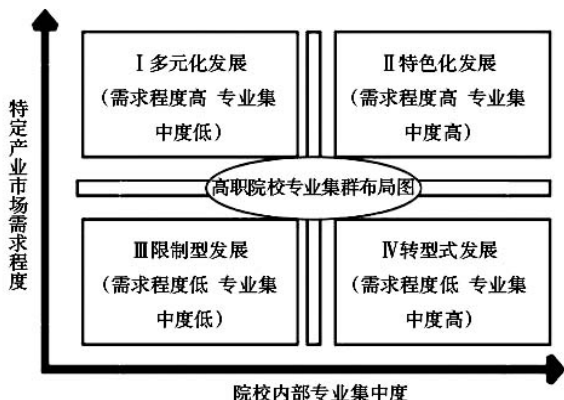 特定产业市场需求程度
Ⅰ多元化发展
(需求程度高 专业集
中度低)
Ⅱ特色化发展
(需求程度高 专业集
中度高)
高职院校专业集群布局图
Ⅲ限制型发展
(需求程度低 专业集
中度低)
Ⅳ转型式发展
(需求程度低 专业集
中度高)
院校内部专业集中度